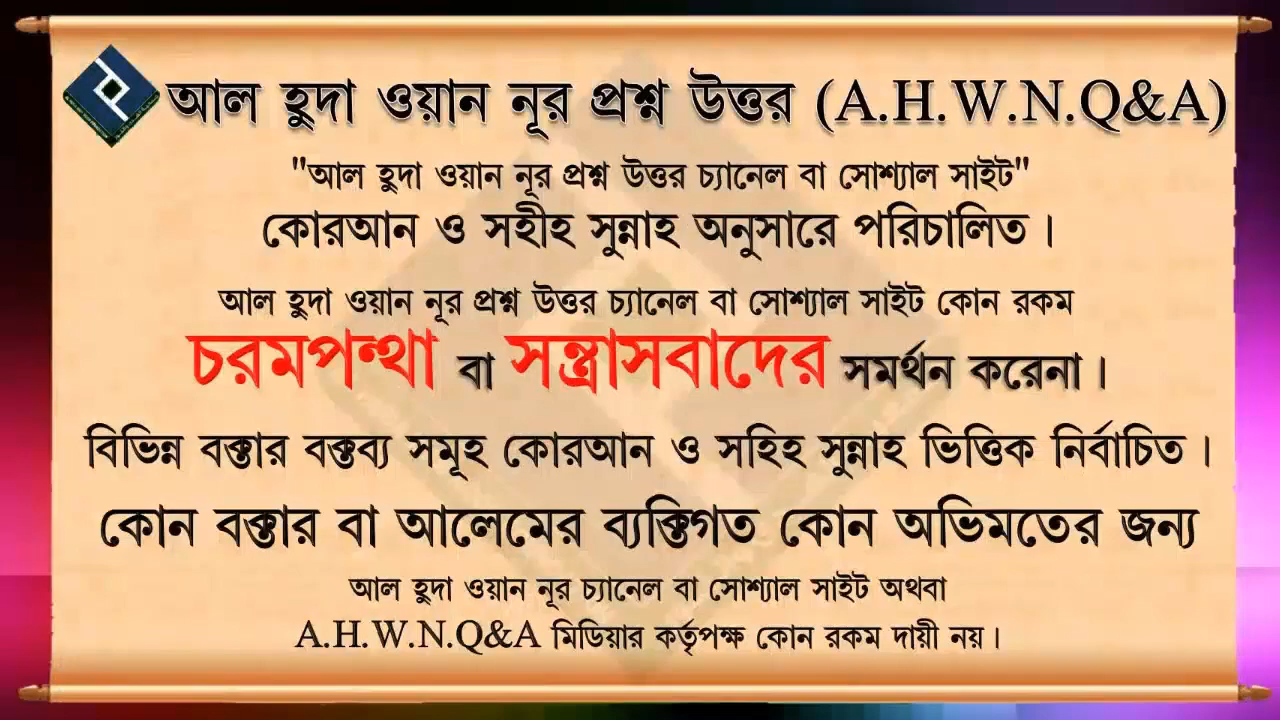 আল হুদা ওয়ান নূর প্রশ্ন উত্তর (A.H.W.N.Q&A)
"আল হুদা ওয়ান নূর প্রশ্ন উত্তর চ্যানেল বা সোশ্যাল সাইট"
কোরআন ও সহীহ সুন্নাহ অনুসারে পরিচালিত।
আল হুদা ওয়ান নূর প্রশ্ন উত্তর চ্যানেল বা সোশ্যাল সাইট কোন রকম
চরমপন্থা বা সন্ত্রাসবাদের সমর্থন করেনা।
বিভিন্ন বক্তার বক্তব্য সমূহ কোরআন ও সহিহ সুন্নাহ ভিত্তিক নির্বাচিত।
কোন বক্তার বা আলেমের ব্যক্তিগত কোন অভিমতের জন্য
আল হুদা ওয়ান নূর চ্যানেল বা সোশ্যাল সাইট অথবা
A.H.W.N.Q&A মিডিয়ার কর্তৃপক্ষ কোন রকম দায়ী নয়।